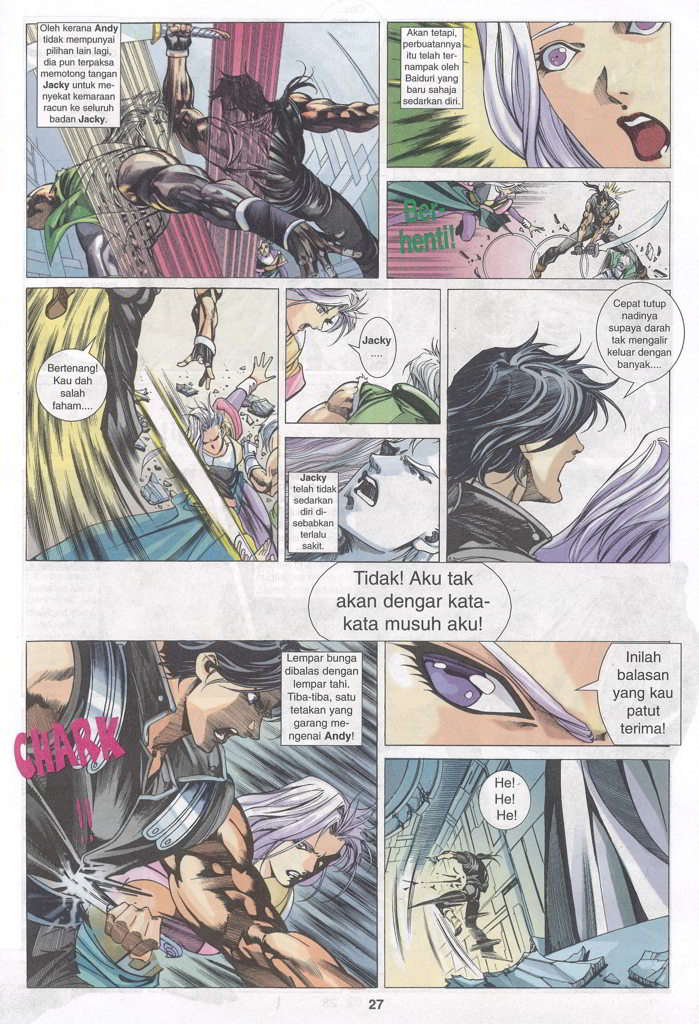 Oleh kerana Andy
tidak mempunyai
pilihan lain lagi,
dia pun terpaksa
memotong tangan
Jacky untuk me-
nyekat kemaraan
racun ke seluruh
badan Jacky.
Akan tetapi,
perbuatannya
itu telah ter-
nampak oleh
Baiduri yang
baru sahaja
sedarkan diri.
Ber-
henti!
Bertenang!
Kau dah
salah
faham....
Jacky
....
Jacky
telah tidak
sedarkan
diri di-
sebabkan
terlalu
sakit.
Cepat tutup
nadinya
supaya darah
tak mengalir
keluar dengan
banyak....
Tidak! Aku tak
akan dengar kata-
kata musuh aku!
Lempar bunga
dibalas dengan
lempar tahi.
Tiba-tiba, satu
tetakan yang
garang me-
ngenai Andy!
CHARK
!!
Inilah
balasan
yang kau
patut
terima!
He!
He!
He!
27